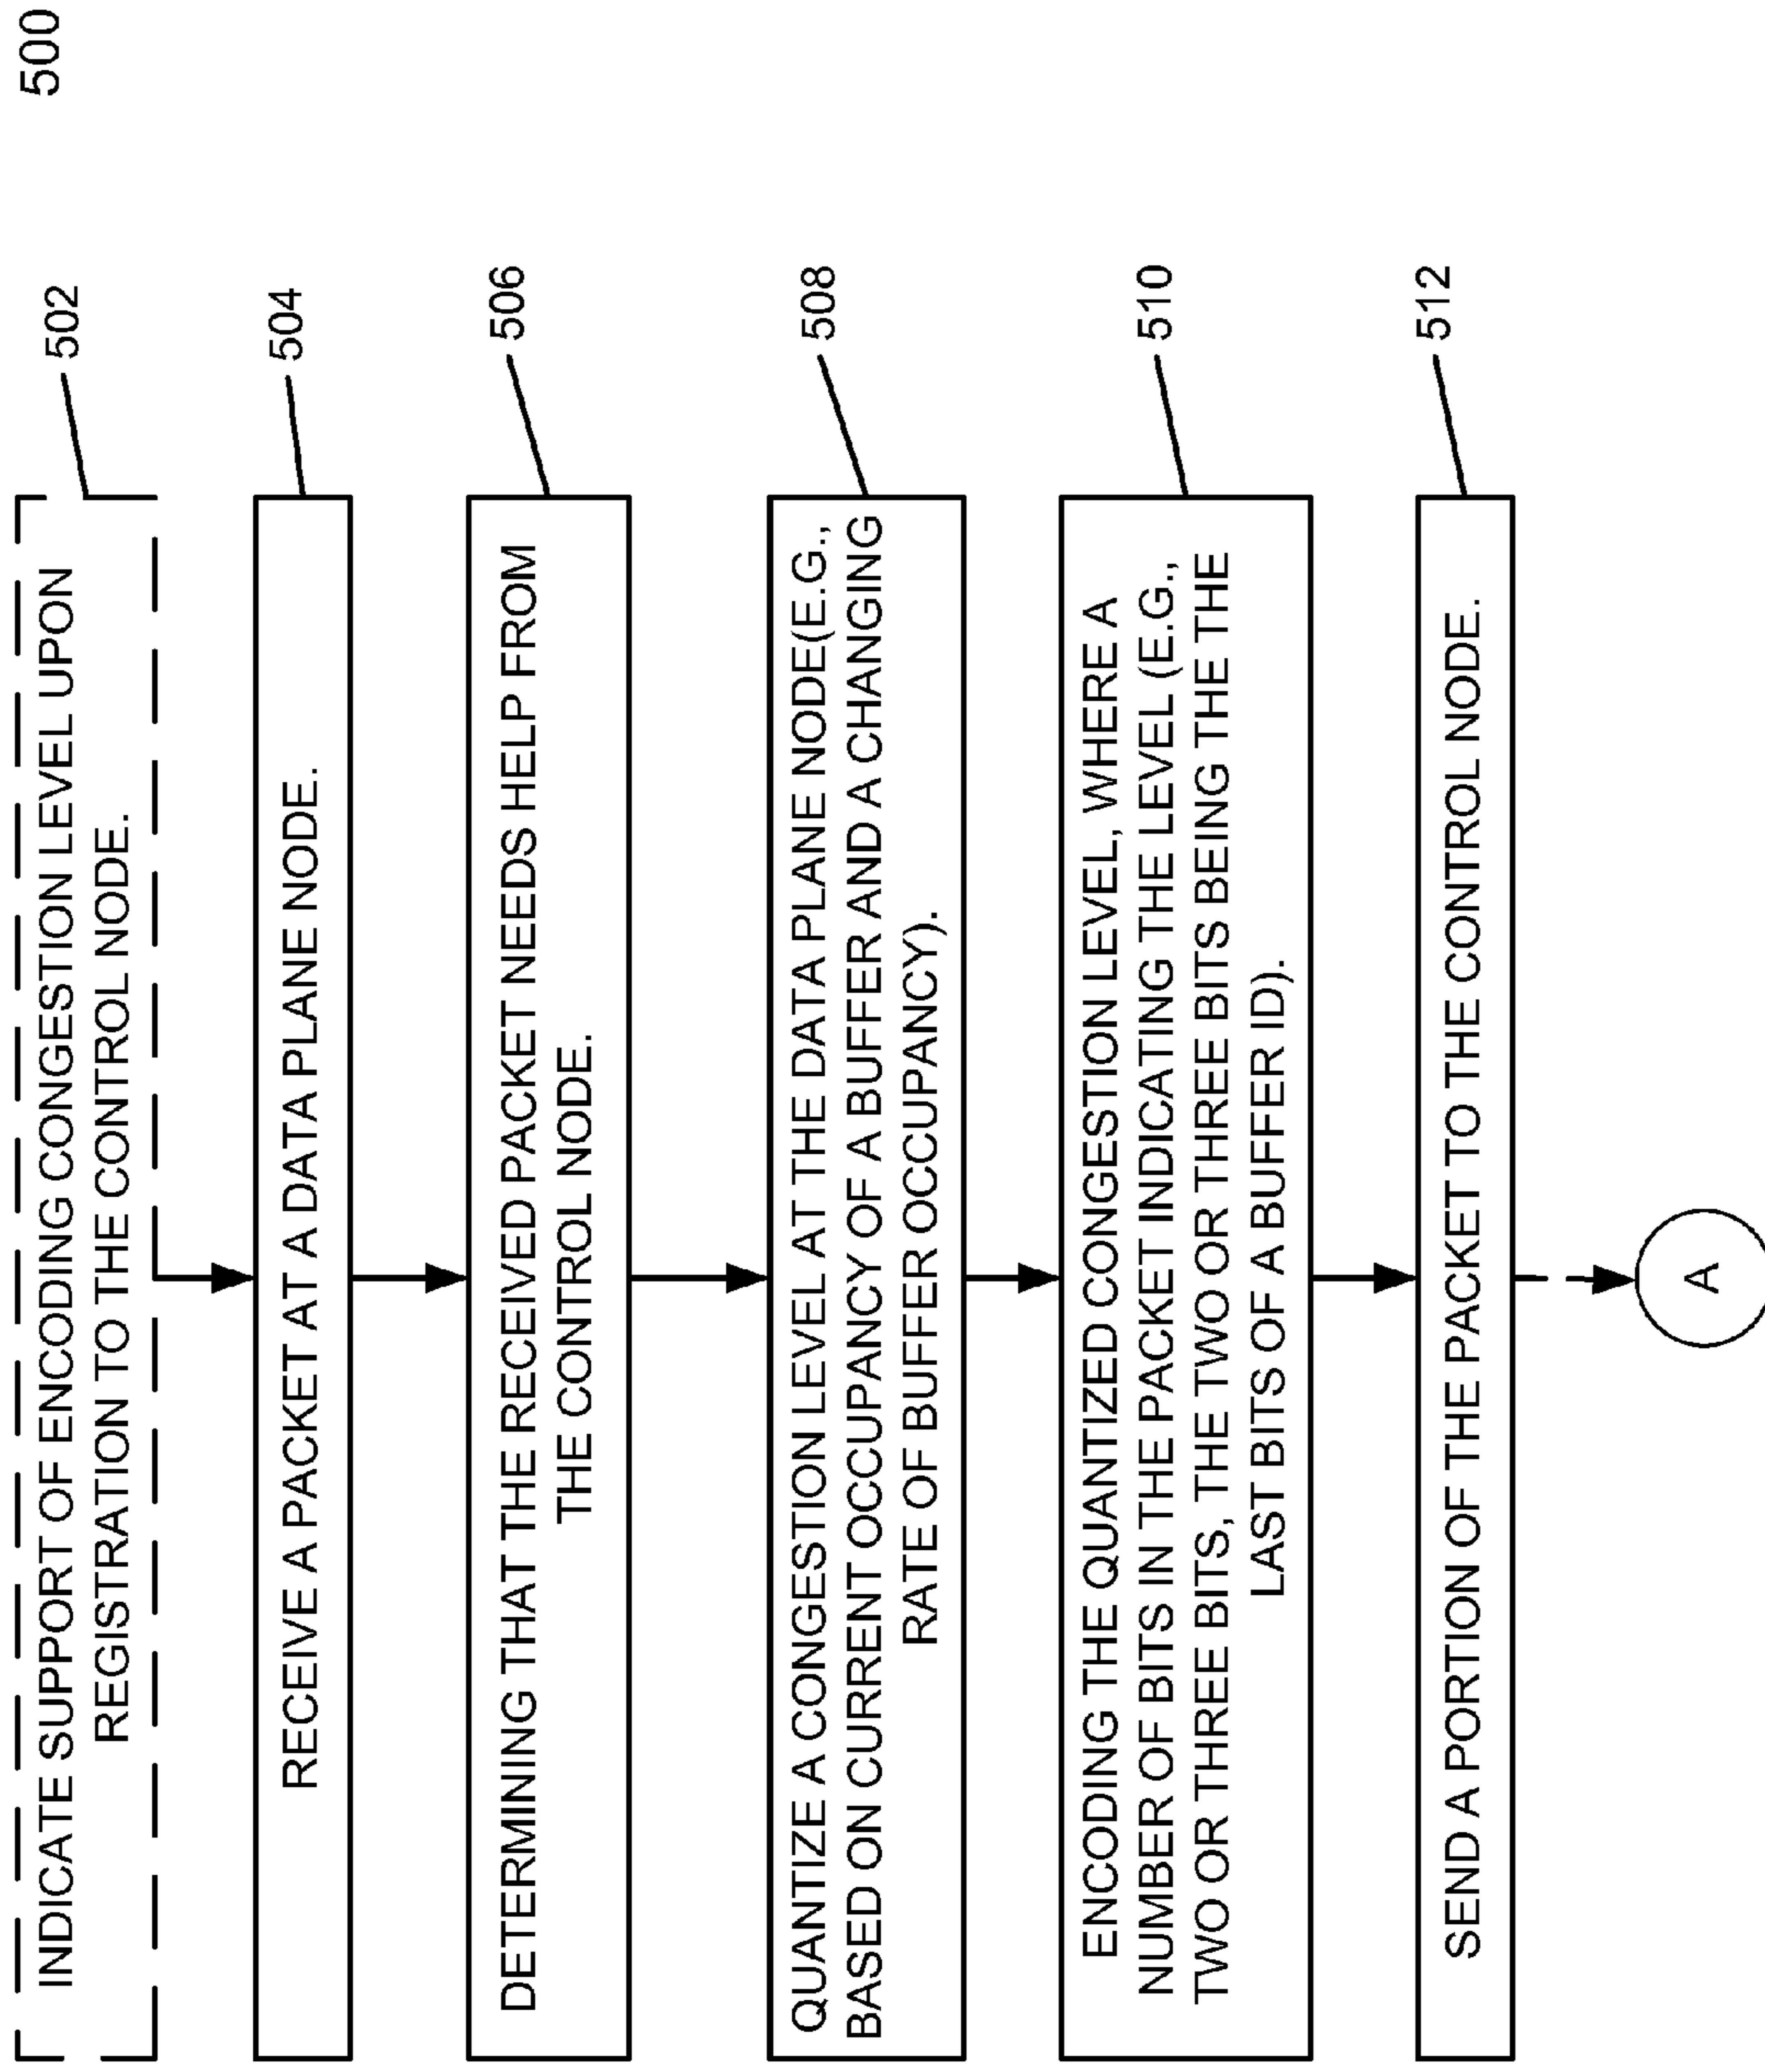 500
INDICATE SUPPORT OF ENCODING CONGESTION LEVEL UPON
REGISTRATION TO THE CONTROL NODE.
502
RECEIVE A PACKET AT A DATA PLANE NODE.
504
DETERMINING THAT THE RECEIVED PACKET NEEDS HELP FROM
THE CONTROL NODE.
506
QUANTIZE A CONGESTION LEVEL AT THE DATA PLANE NODE(E.G.,
BASED ON CURRENT OCCUPANCY OF A BUFFER AND A CHANGING
RATE OF BUFFER OCCUPANCY).
508
ENCODING THE QUANTIZED CONGESTION LEVEL, WHERE A
NUMBER OF BITS IN THE PACKET INDICATING THE LEVEL (E.G.,
TWO OR THREE BITS, THE TWO OR THREE BITS BEING THE THE
LAST BITS OF A BUFFER ID).
510
SEND A PORTION OF THE PACKET TO THE CONTROL NODE.
512
A